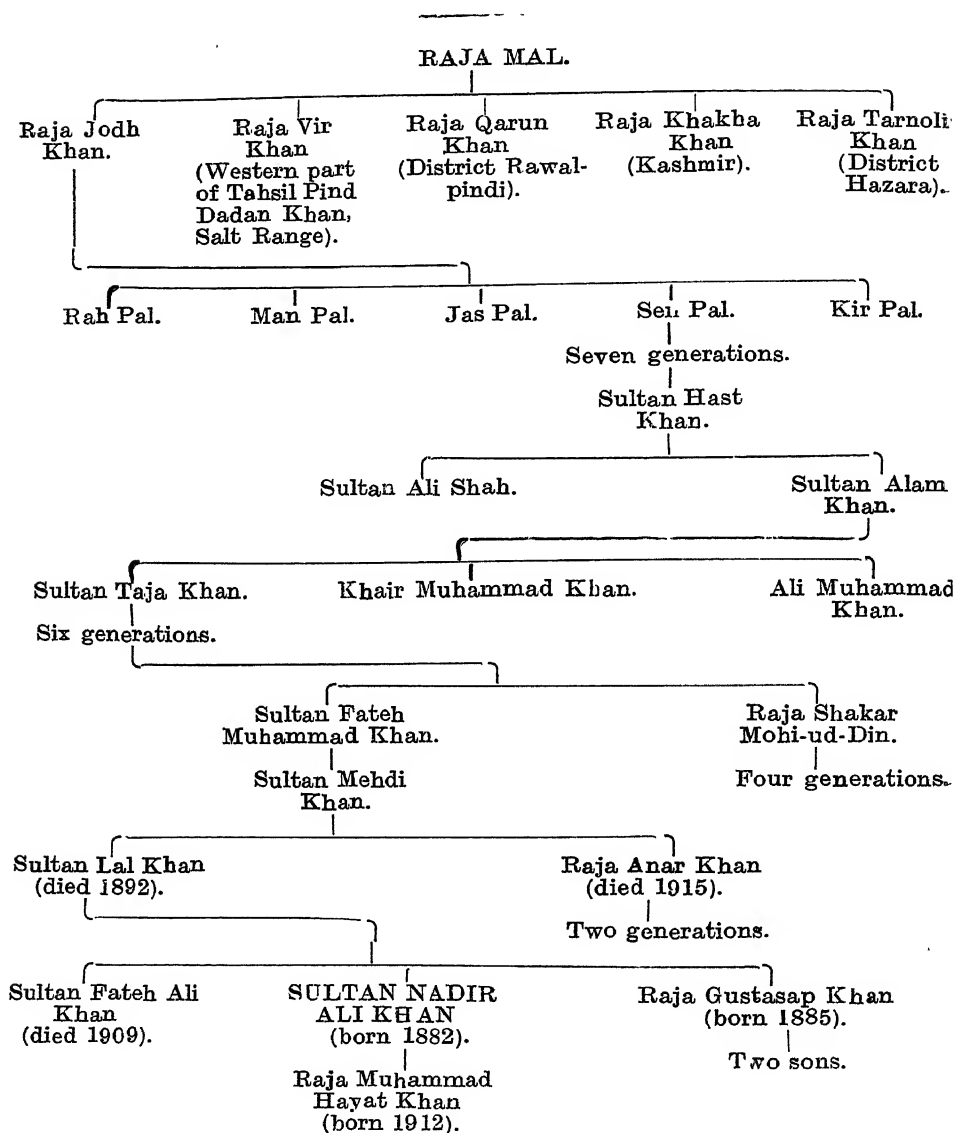 RAJA MAL.
Raja Jodh
Khan.
Raja Vir
Khan
(Western part
of Tahsil Pind
Dadan Khan,
Salt Range).
Raja Qarun
Khan
(District Rawal-
pindi).
Raja Khakha
Khan
(Kashmir).
Raja Tarnoli
Khan
(District
Hazara).
Rah Pal.
Man Pal.
Jas Pal.
Sen Pal.
Kir Pal.
Seven generations.
Sultan Hast
Khan.
Sultan Ali Shah.
Sultan Alam
Khan.
Sultan Taja Khan.
Khair Muhammad Khan.
Ali Muhammad
Khan.
Six generations.
Sultan Fateh
Muhammad Khan.
Raja Shakar
Mohi-ud-Din.
Sultan Mehdi
Khan.
Four generations.
Sultan Lal Khan
(died 1892).
Raja Anar Khan
(died 1915).
Two generations.
Sultan Fateh Ali
Khan
(died 1909).
SULTAN NADIR
ALI KHAN
(born 1882).
Raja Gustasap Khan
(born 1885).
Raja Muhammad
Hayat Khan
(born 1912).
Two sons.